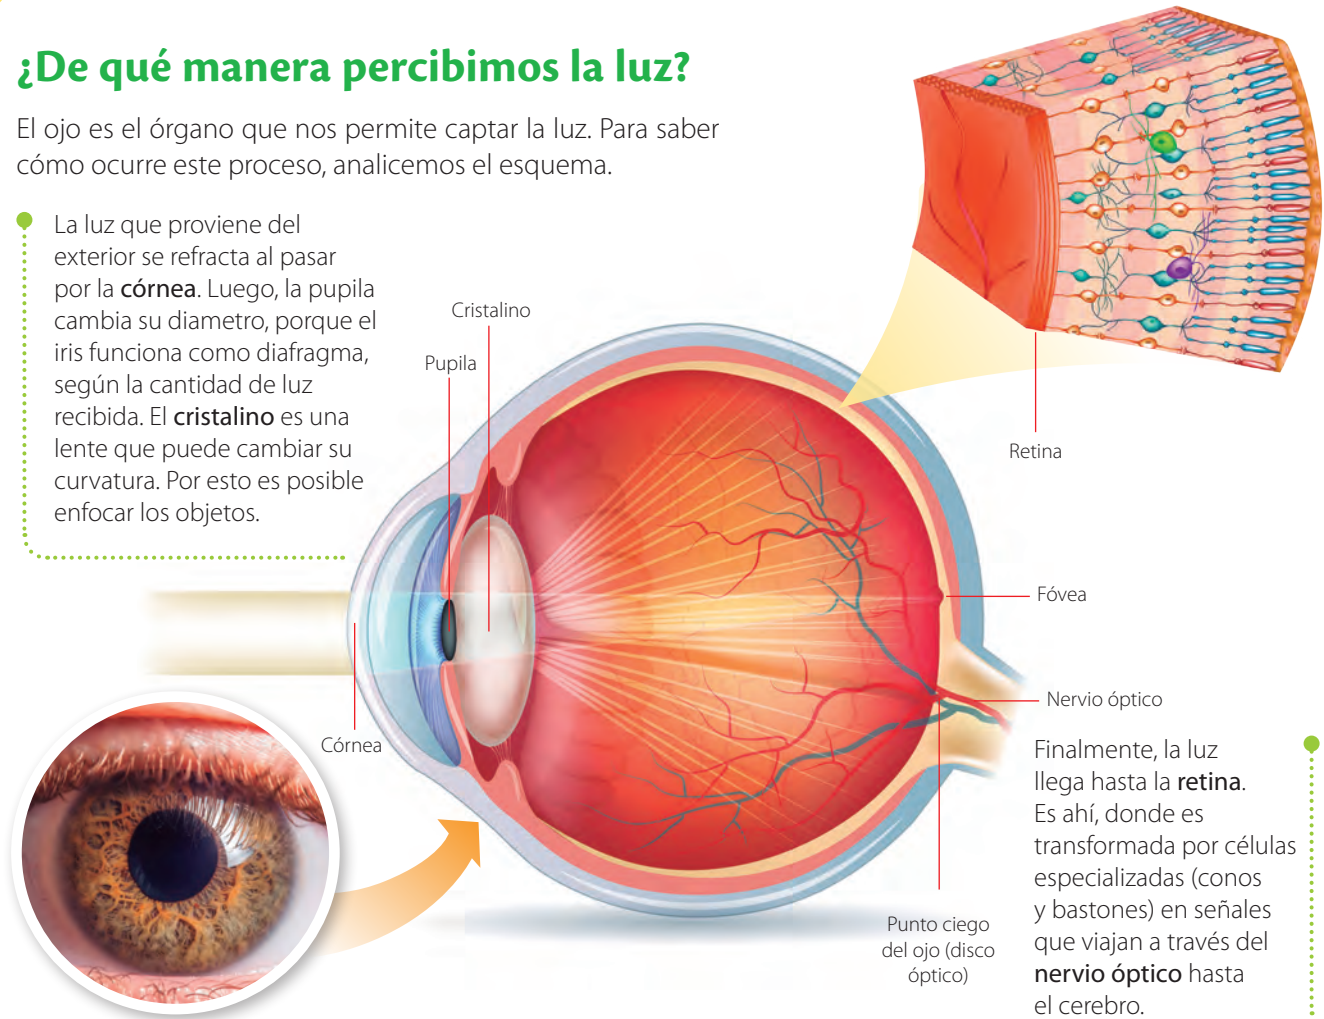 ¿De qué manera percibimos la luz?
El ojo es el órgano que nos permite captar la luz. Para saber
cómo ocurre este proceso, analicemos el esquema.
La luz que proviene del
exterior se refracta al pasar
por la córnea. Luego, la pupila
cambia su diametro, porque el
iris funciona como diafragma,
según la cantidad de luz
recibida. El cristalino es una
lente que puede cambiar su
curvatura. Por esto es posible
enfocar los objetos.
Cristalino
Pupila
Retina
Fóvea
Nervio óptico
Córnea
Punto ciego
del ojo (disco
óptico)
Finalmente, la luz
llega hasta la retina.
Es ahí, donde es
transformada por células
especializadas (conos
y bastones) en señales
que viajan a través del
nervio óptico hasta
el cerebro.